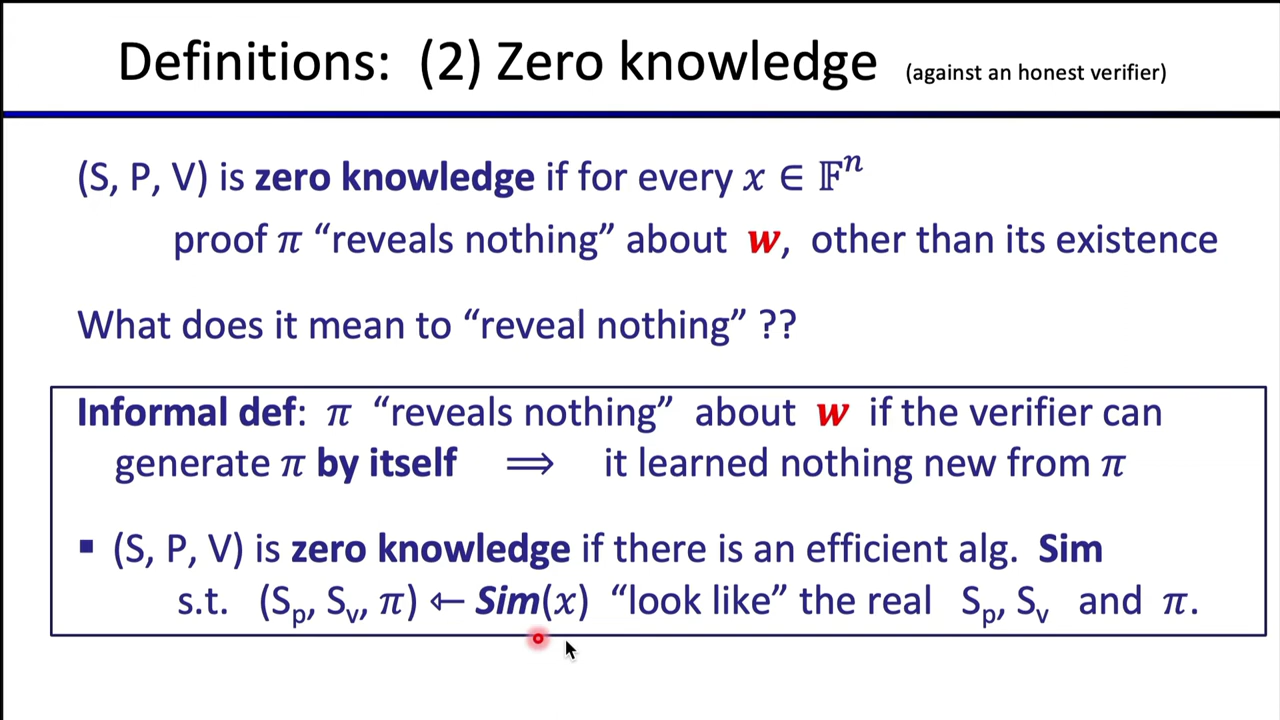 Definitions: (2) Zero knowledge (against an honest verifier)
(S, P, V) is zero knowledge if for every x ∈ 𝔽ⁿ
proof π “reveals nothing” about w, other than its existence
What does it mean to “reveal nothing” ??
Informal def: π “reveals nothing” about w if the verifier can
generate π by itself ⟹ it learned nothing new from π
▪ (S, P, V) is zero knowledge if there is an efficient alg. Sim
s.t. (Sₚ, Sᵥ, π) ← Sim(x) “look like” the real Sₚ, Sᵥ and π.